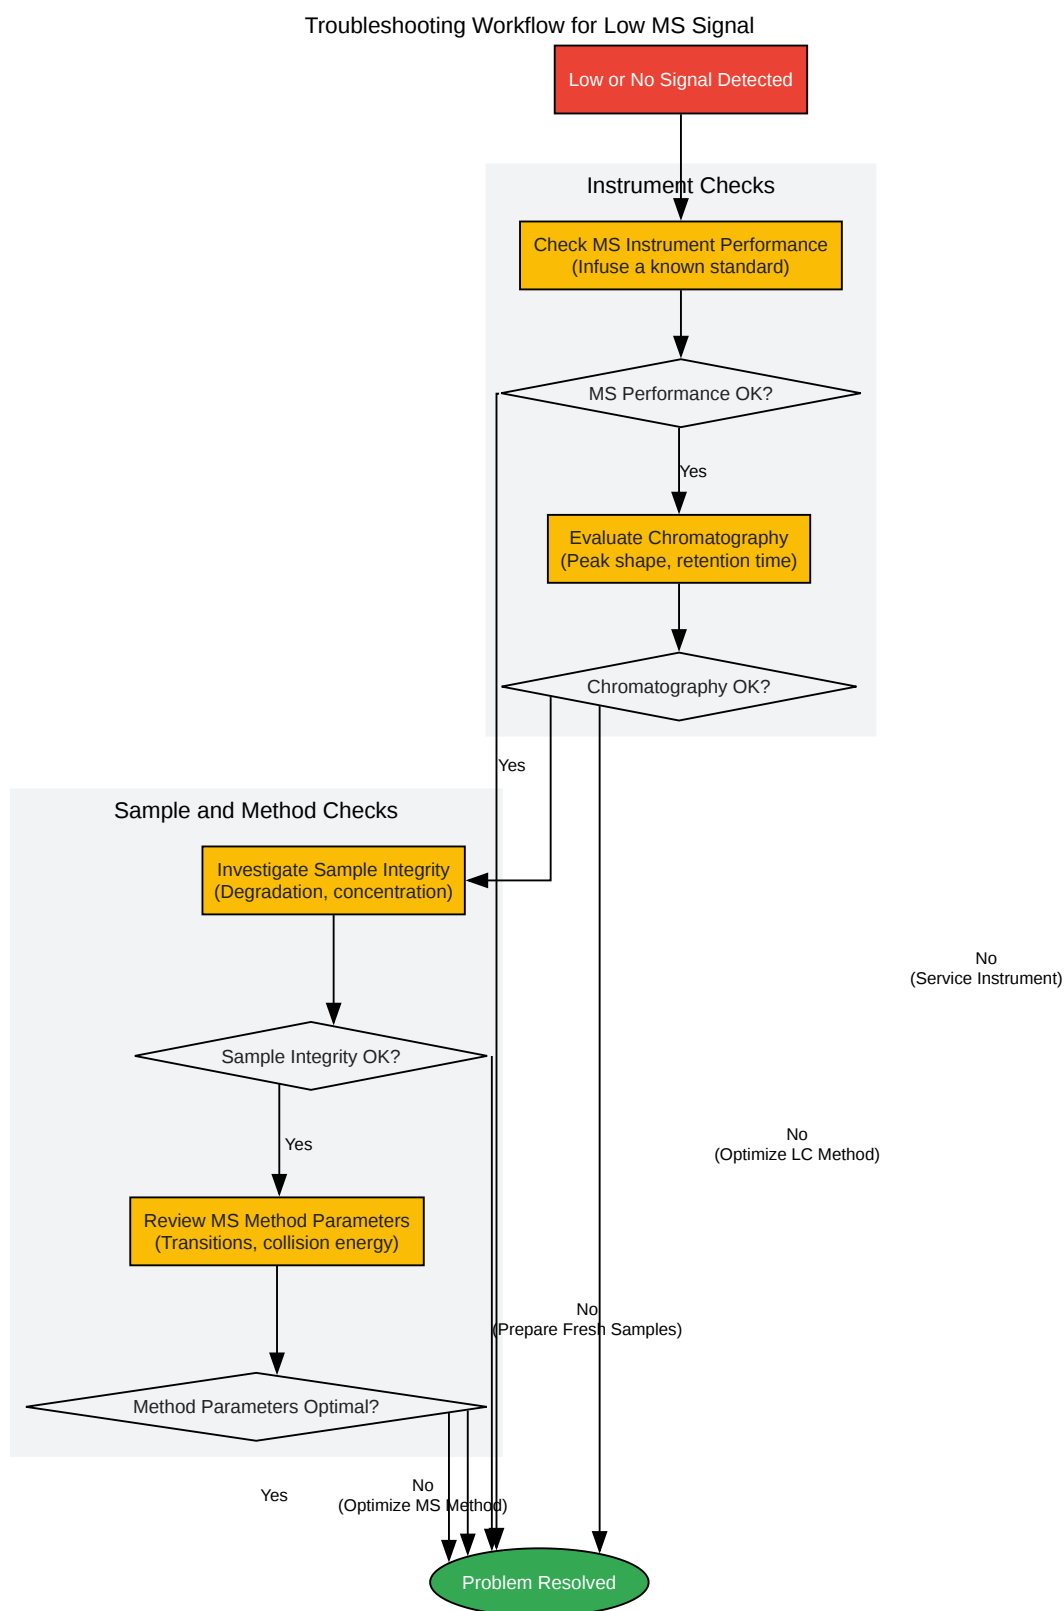 Troubleshooting Workflow for Low MS Signal
Low or No Signal Detected
Instrument Checks
Check MS Instrument Performance
(Infuse a known standard)
MS Performance OK?
Yes
Evaluate Chromatography
(Peak shape, retention time)
Chromatography OK?
Yes
Sample and Method Checks
Investigate Sample Integrity
(Degradation, concentration)
No
(Service Instrument)
Sample Integrity OK?
Yes
No
(Optimize LC Method)
Review MS Method Parameters
(Transitions, collision energy)
No
(Prepare Fresh Samples)
Method Parameters Optimal?
Yes
No
(Optimize MS Method)
Problem Resolved